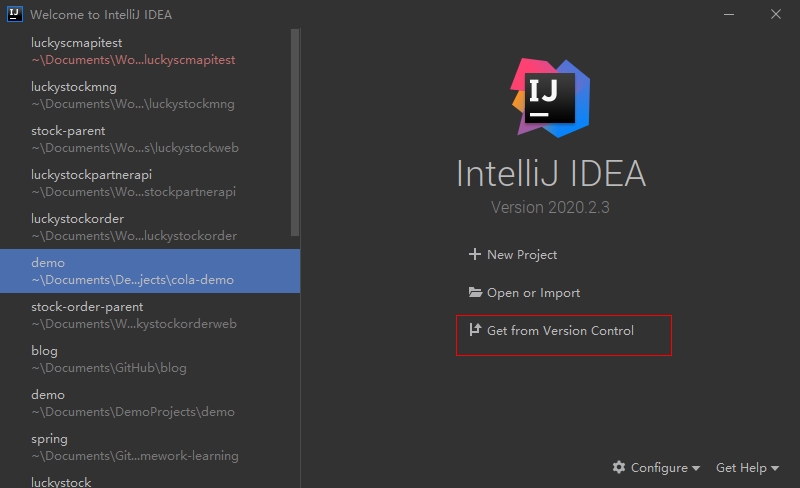 Welcome to IntelliJ IDEA
luckyscmapitest
~\Documents\Wo...luckyscmapitest
luckystockmng
~\Documents\Wo...\luckystockmng
stock-parent
~\Documents\Wo...s\luckystockweb
luckystockpartnerapi
~\Documents\Wo...stockpartnerapi
luckystockorder
~\Documents\Wo...luckystockorder
demo
~\Documents\De...jects\cola-demo
stock-order-parent
~\Documents\W...kystockorderweb
blog
~\Documents\GitHub\blog
demo
~\Documents\DemoProjects\demo
spring
~\Documents\Git...mework-learning
luckystock
IJ
IntelliJ IDEA
Version 2020.2.3
New Project
Open or Import
Get from Version Control
Configure
Get Help